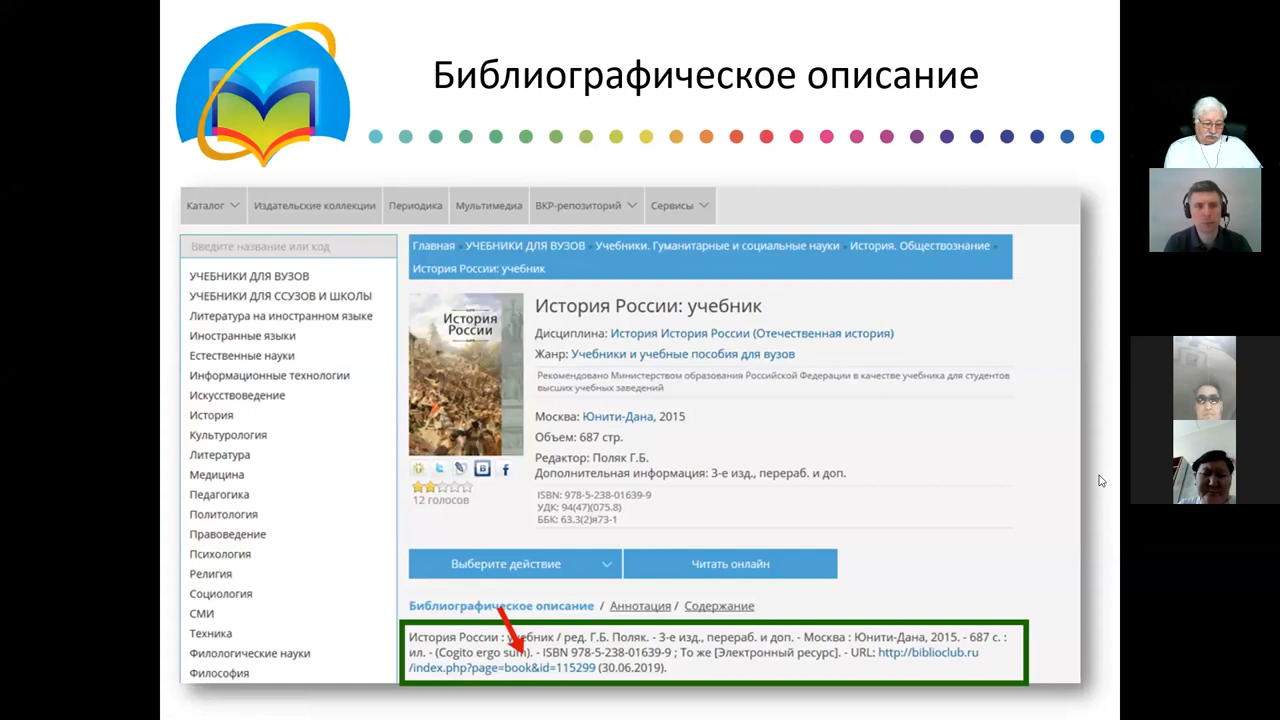 Библиографическое описание
Каталог
Издательские коллекции
Периодика
Мультимедиа
ВКР-репозиторий
Сервисы
Введите название или код
УЧЕБНИКИ ДЛЯ ВУЗОВ
УЧЕБНИКИ ДЛЯ ССУЗОВ И ШКОЛЫ
Литература на иностранном языке
Иностранные языки
Естественные науки
Информационные технологии
Искусствоведение
История
Культурология
Литература
Медицина
Педагогика
Политология
Правоведение
Психология
Религия
Социология
СМИ
Техника
Филологические науки
Философия
Главная » УЧЕБНИКИ ДЛЯ ВУЗОВ » Учебники. Гуманитарные и социальные науки » История. Обществознание »
История России: учебник
История
России
12 голосов
История России: учебник
Дисциплина: История История России (Отечественная история)
Жанр: Учебники и учебные пособия для вузов
Рекомендовано Министерством образования Российской Федерации в качестве учебника для студентов
высших учебных заведений
Москва: Юнити-Дана, 2015
Объем: 687 стр.
Редактор: Поляк Г.Б.
Дополнительная информация: 3-е изд., перераб. и доп.
ISBN: 978-5-238-01639-9
УДК: 94(47)(075.8)
ББК: 63.3(2)я73-1
Выберите действие
Читать онлайн
Библиографическое описание / Аннотация / Содержание
История России : учебник / ред. Г.Б. Поляк. - 3-е изд., перераб. и доп. - Москва : Юнити-Дана, 2015. - 687 с. :
ил. - (Cogito ergo sum). - ISBN 978-5-238-01639-9 ; То же [Электронный ресурс]. - URL: http://biblioclub.ru
/index.php?page=book&id=115299 (30.06.2019).